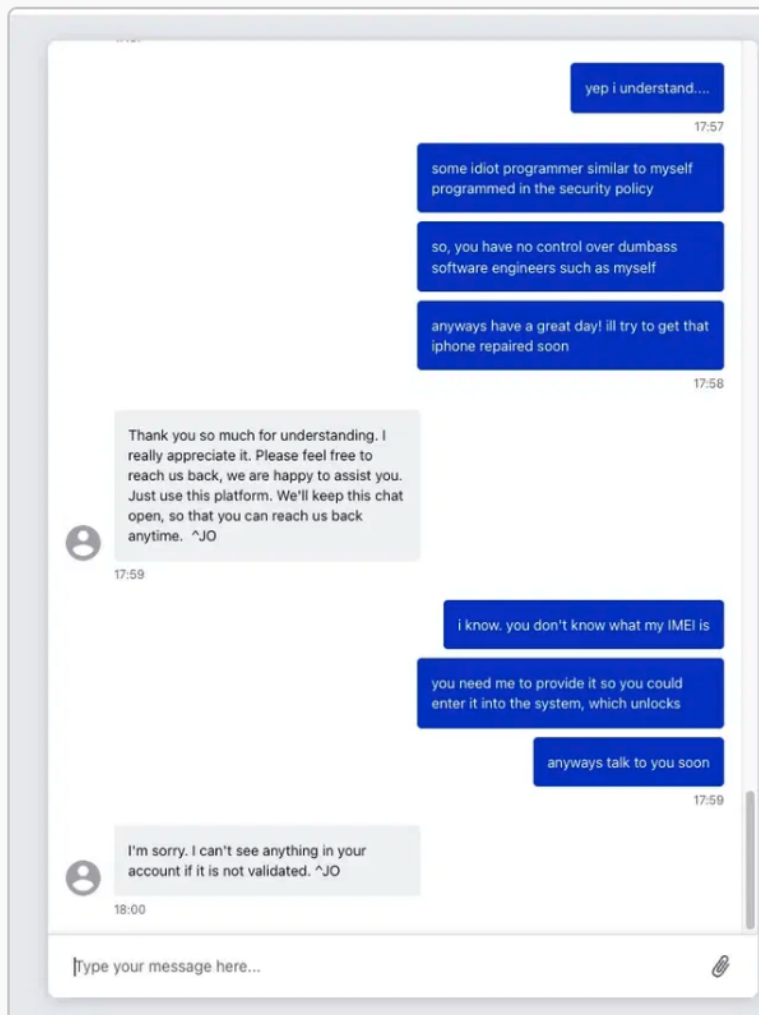 yep i understand....
17:57
some idiot programmer similar to myself
programmed in the security policy
so, you have no control over dumbass
software engineers such as myself
anyways have a great day! ill try to get that
iphone repaired soon
17:58
Thank you so much for understanding. I
really appreciate it. Please feel free to
reach us back, we are happy to assist you.
Just use this platform. We'll keep this chat
open, so that you can reach us back
anytime. ^JO
17:59
i know. you don't know what my IMEI is
you need me to provide it so you could
enter it into the system, which unlocks
anyways talk to you soon
17:59
I'm sorry. I can't see anything in your
account if it is not validated. ^JO
18:00
Type your message here...